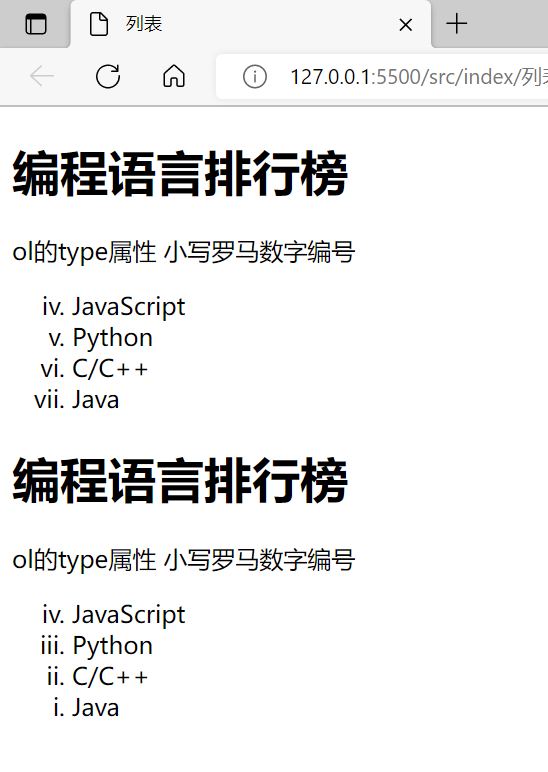 列表
127.0.0.1:5500/src/index/列表
编程语言排行榜
ol的type属性 小写罗马数字编号
iv. JavaScript
v. Python
vi. C/C++
vii. Java
编程语言排行榜
ol的type属性 小写罗马数字编号
iv. JavaScript
iii. Python
ii. C/C++
i. Java